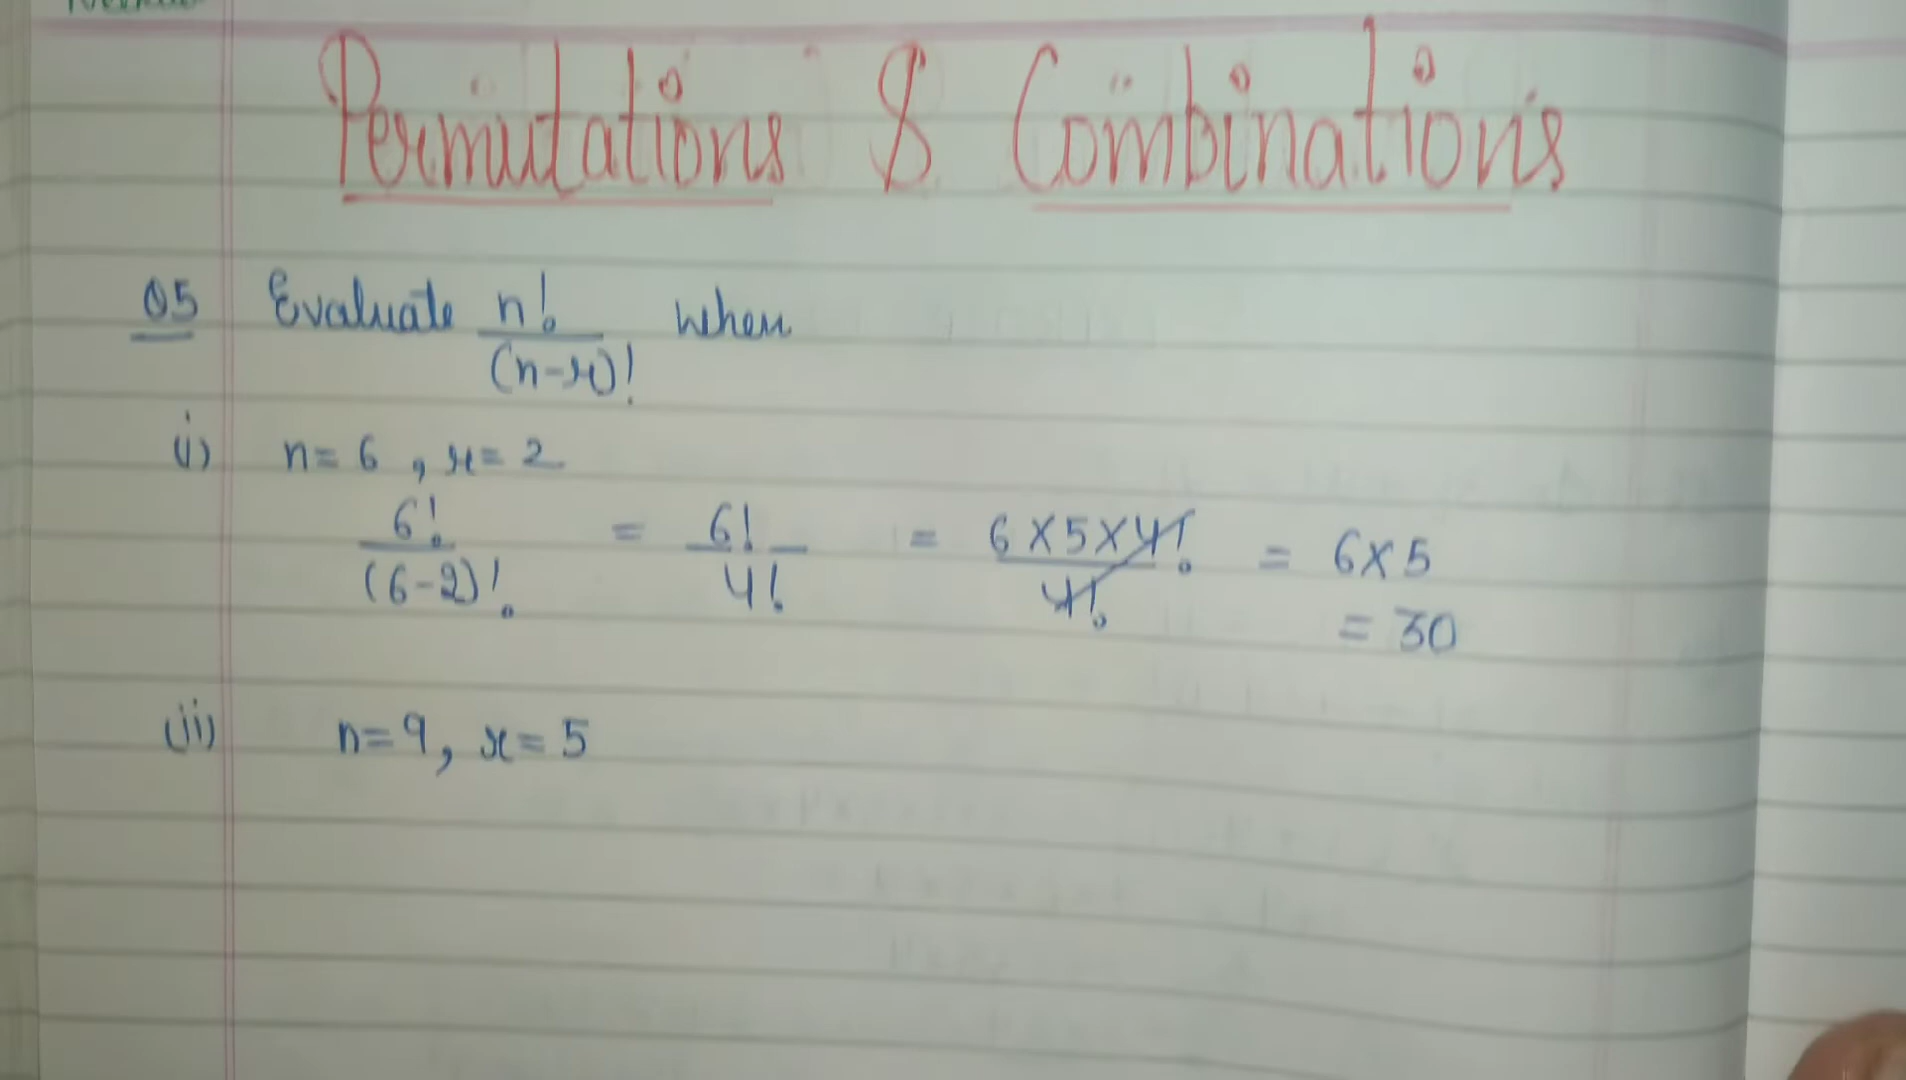 Permutations & Combinations
Q5 Evaluate n!/(n-r)! when
(i) n=6, r=2
6!/(6-2)! = 6!/4! = 6×5×4!/4! = 6×5
= 30
(ii) n=9, r=5